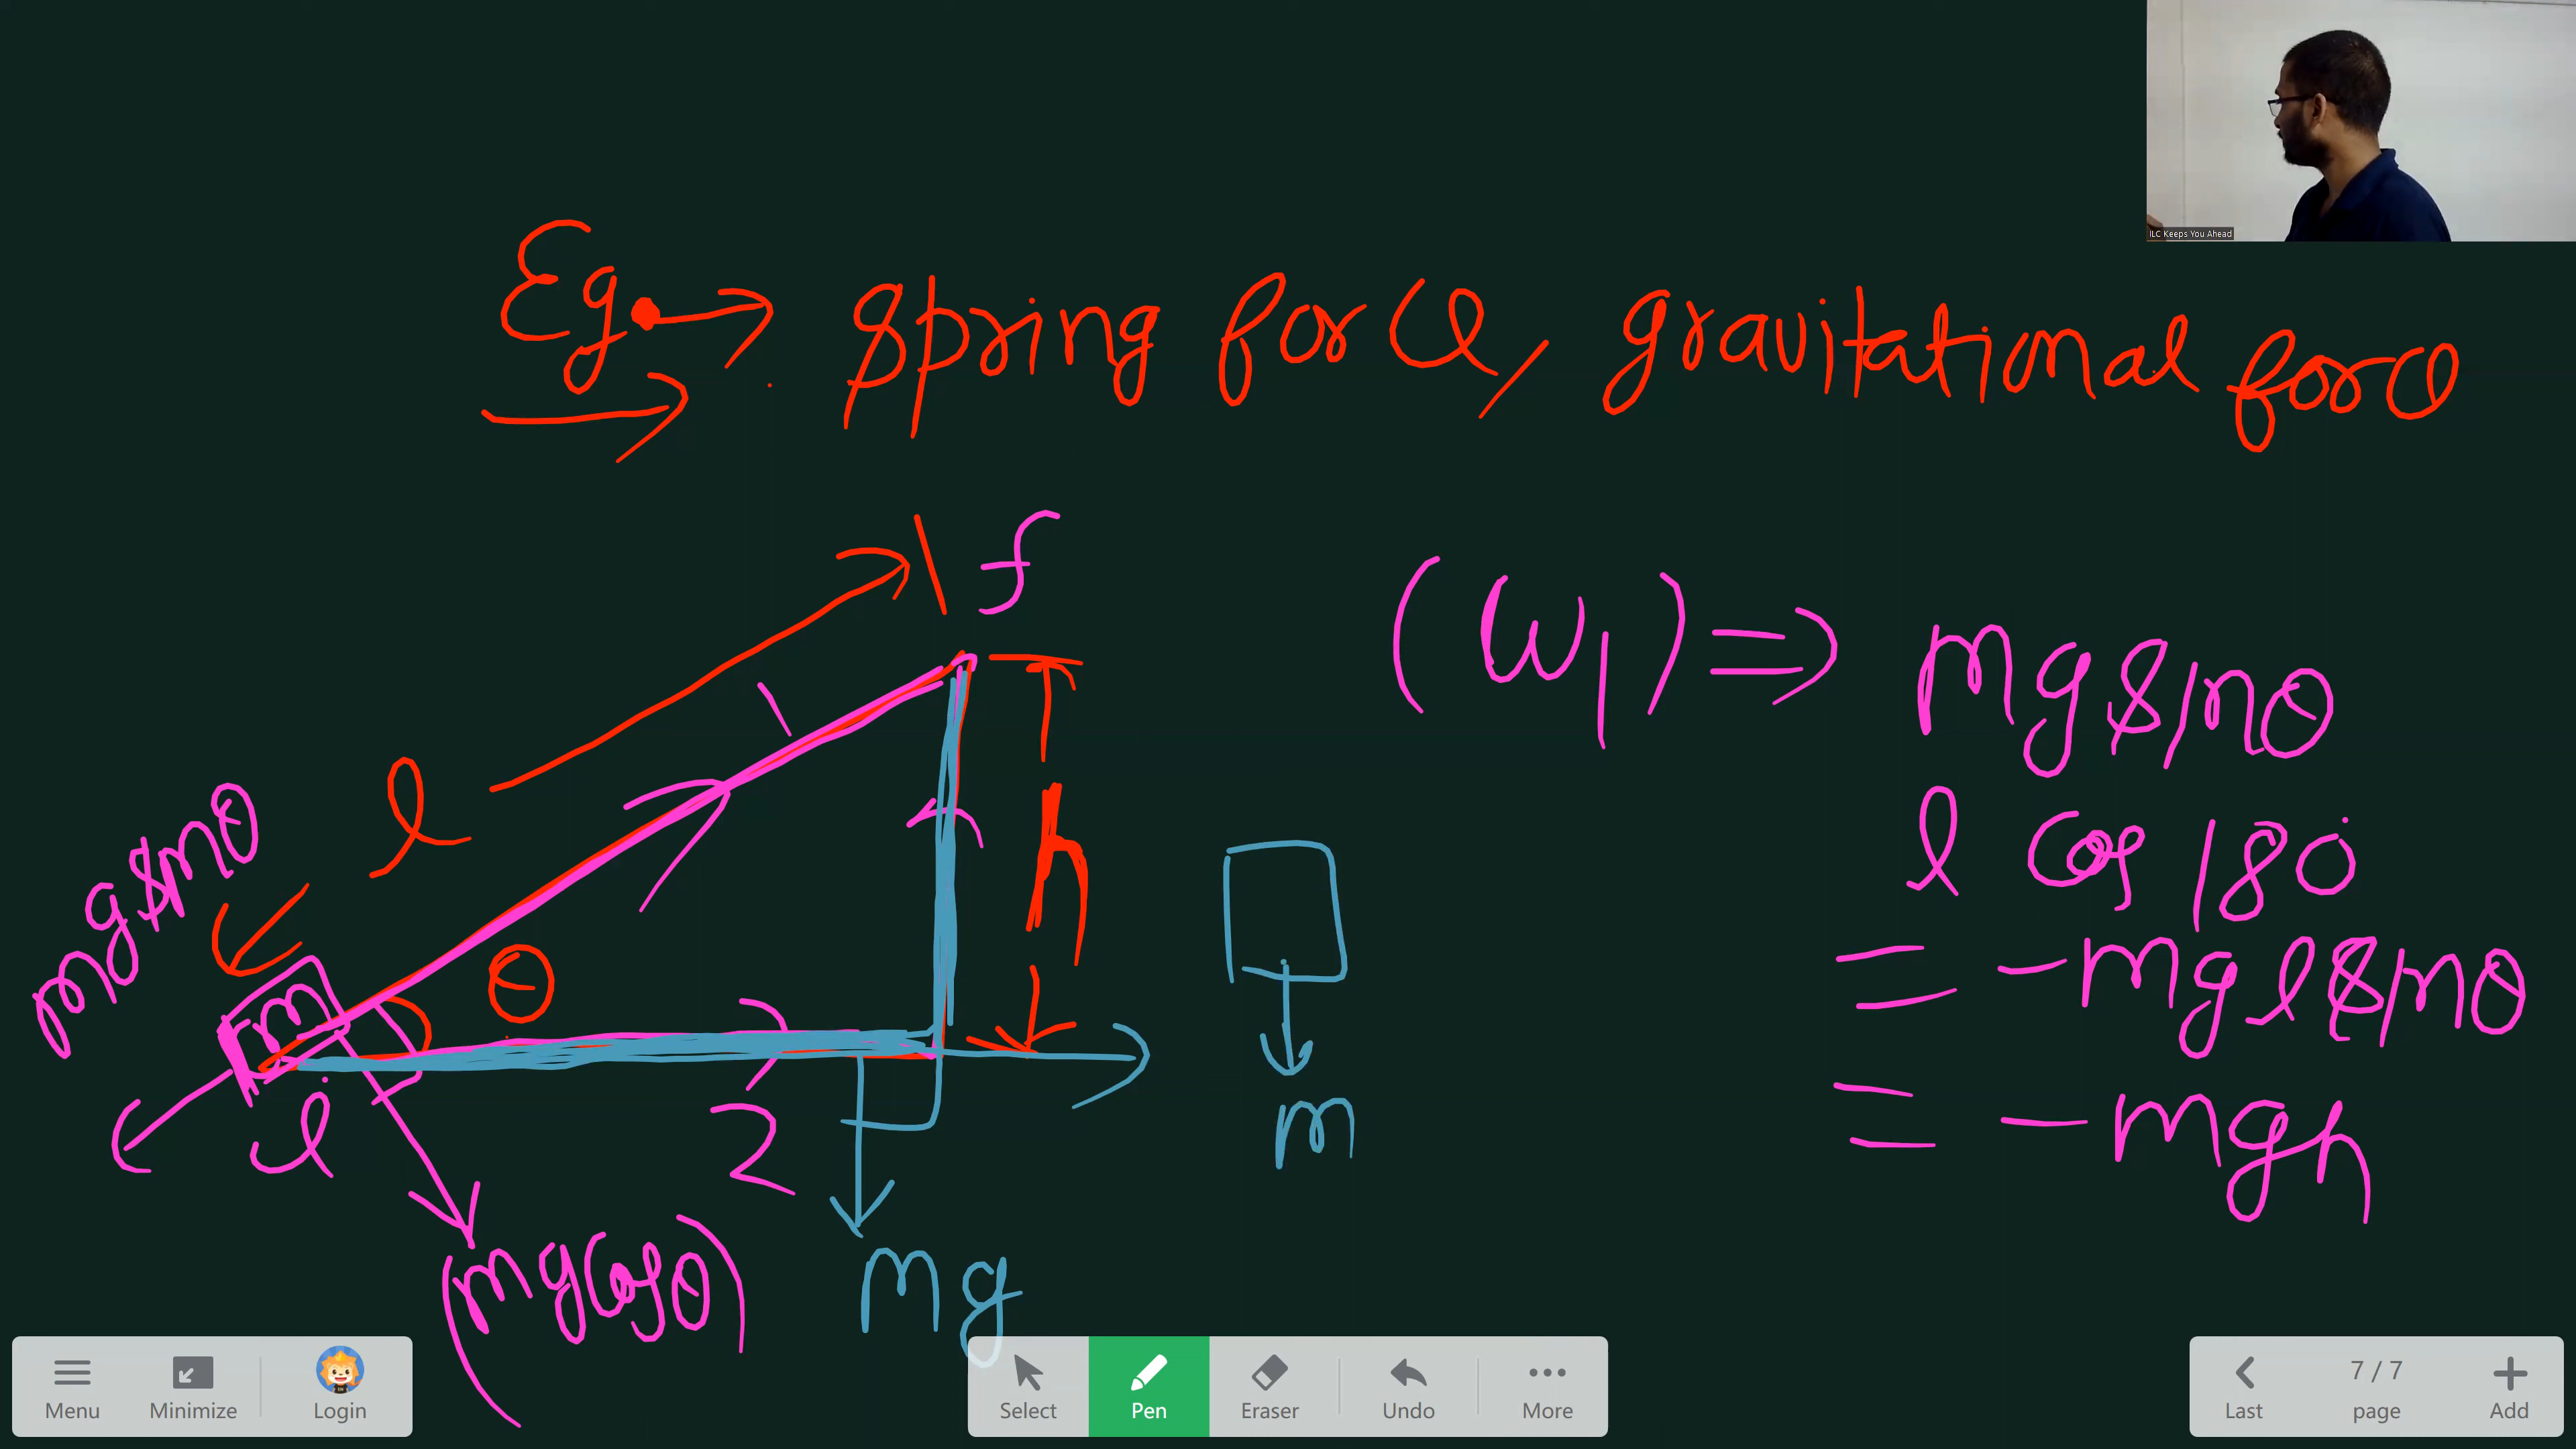 ILC Keeps You Ahead
Eg. → spring force, gravitational force
f
1
l
h
θ
mg sinθ
m
i
2
mg cosθ
mg
m
(W1) ⇒ mg sinθ
l cos 180°
= - mg l sinθ
= - mgh
Menu
Minimize
Login
Select
Pen
Eraser
Undo
More
Last
7 / 7
page
Add